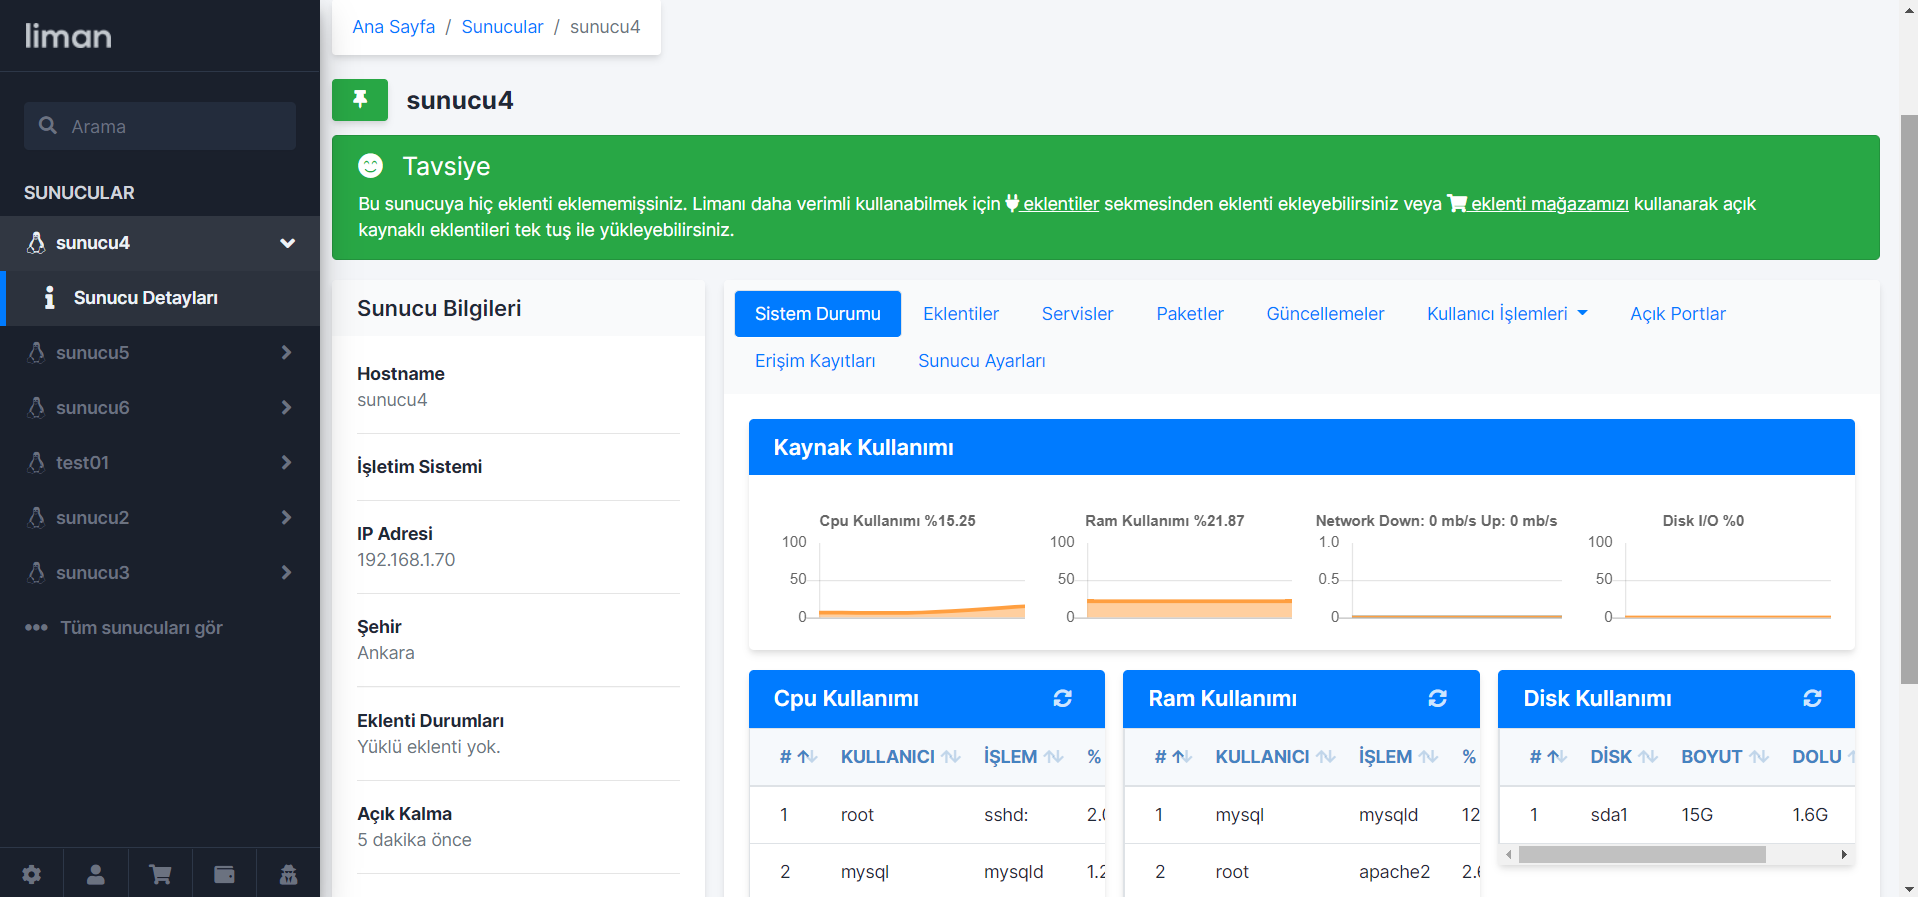 liman
Arama
SUNUCULAR
sunucu4
Sunucu Detayları
sunucu5
sunucu6
test01
sunucu2
sunucu3
Tüm sunucuları gör
Ana Sayfa / Sunucular / sunucu4
sunucu4
Tavsiye
Bu sunucuya hiç eklenti eklememişsiniz. Limanı daha verimli kullanabilmek için eklentiler sekmesinden eklenti ekleyebilirsiniz veya eklenti mağazamızı kullanarak açık
kaynaklı eklentileri tek tuş ile yükleyebilirsiniz.
Sunucu Bilgileri
Hostname
sunucu4
İşletim Sistemi
IP Adresi
192.168.1.70
Şehir
Ankara
Eklenti Durumları
Yüklü eklenti yok.
Açık Kalma
5 dakika önce
Sistem Durumu Eklentiler Servisler Paketler Güncellemeler Kullanıcı İşlemleri Açık Portlar
Erişim Kayıtları Sunucu Ayarları
Kaynak Kullanımı
Cpu Kullanımı %15.25
100
50
0
Ram Kullanımı %21.87
100
50
0
Network Down: 0 mb/s Up: 0 mb/s
1.0
0.5
0
Disk I/O %0
100
50
0
Cpu Kullanımı
# KULLANICI İŞLEM %
1 root sshd: 2.0
2 mysql mysqld 1.2
Ram Kullanımı
# KULLANICI İŞLEM %
1 mysql mysqld 12
2 root apache2 2.6
Disk Kullanımı
# DİSK BOYUT DOLU
1 sda1 15G 1.6G